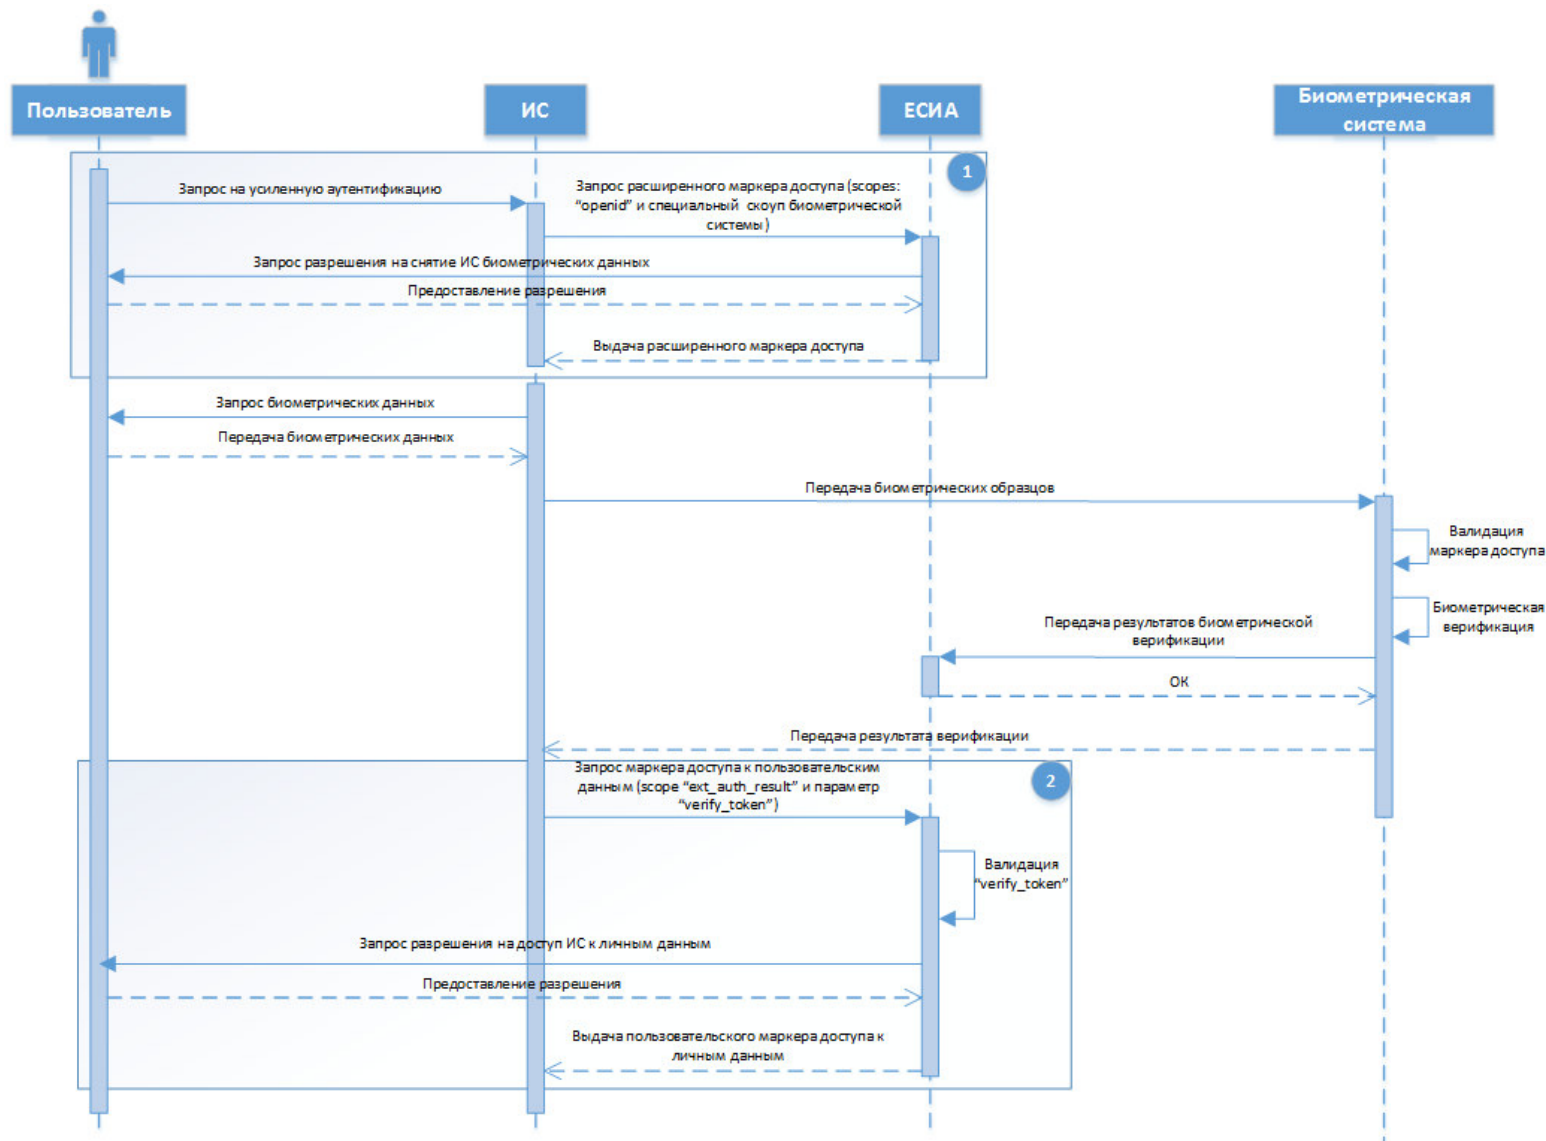 Пользователь
ИС
ЕСИА
Биометрическая
система
1
Запрос на усиленную аутентификацию
Запрос расширенного маркера доступа (scopes:
“openid” и специальный скоуп биометрической
системы)
Запрос разрешения на снятие ИС биометрических данных
Предоставление разрешения
Выдача расширенного маркера доступа
Запрос биометрических данных
Передача биометрических данных
Передача биометрических образцов
Валидация
маркера доступа
Биометрическая
верификация
Передача результатов биометрической
верификации
ОК
Передача результата верификации
2
Запрос маркера доступа к пользовательским
данным (scope “ext_auth_result” и параметр
“verify_token”)
Валидация
“verify_token”
Запрос разрешения на доступ ИС к личным данным
Предоставление разрешения
Выдача пользовательского маркера доступа к
личным данным